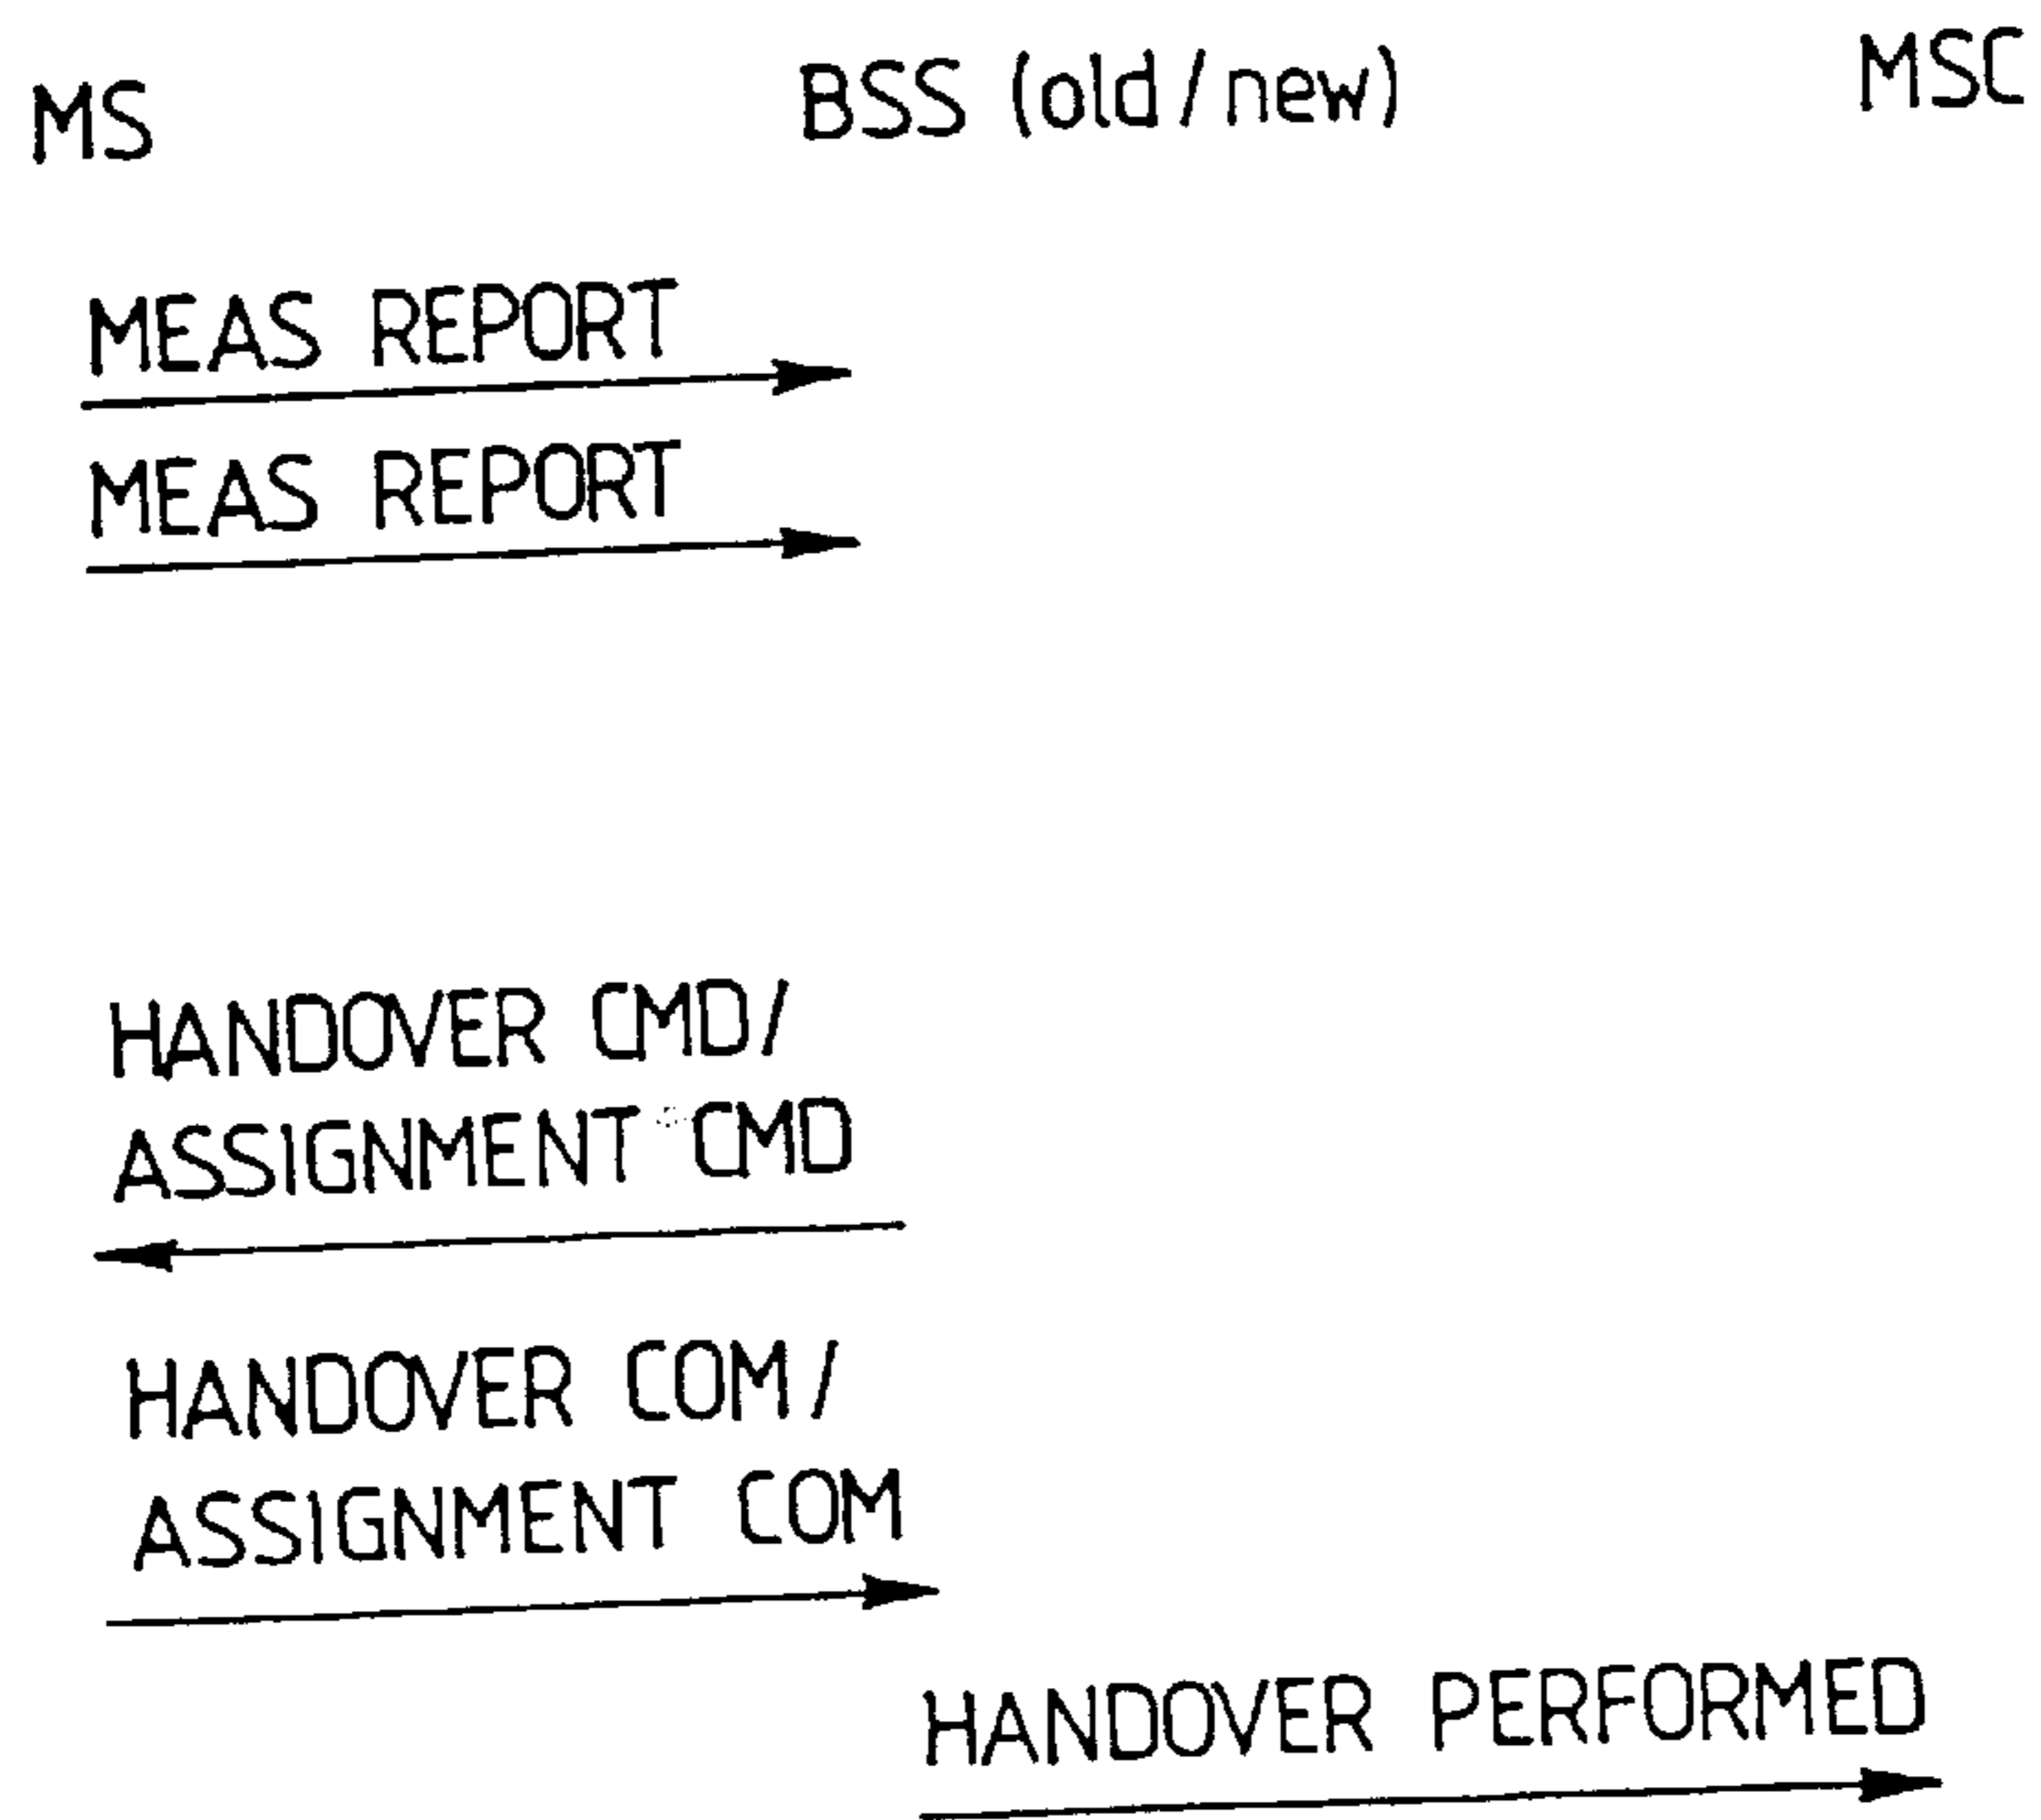 MS BSS (old/new) MSC
MEAS REPORT
MEAS REPORT
HANDOVER CMD/
ASSIGNMENT CMD
HANDOVER COM/
ASSIGNMENT COM
HANDOVER PERFORMED